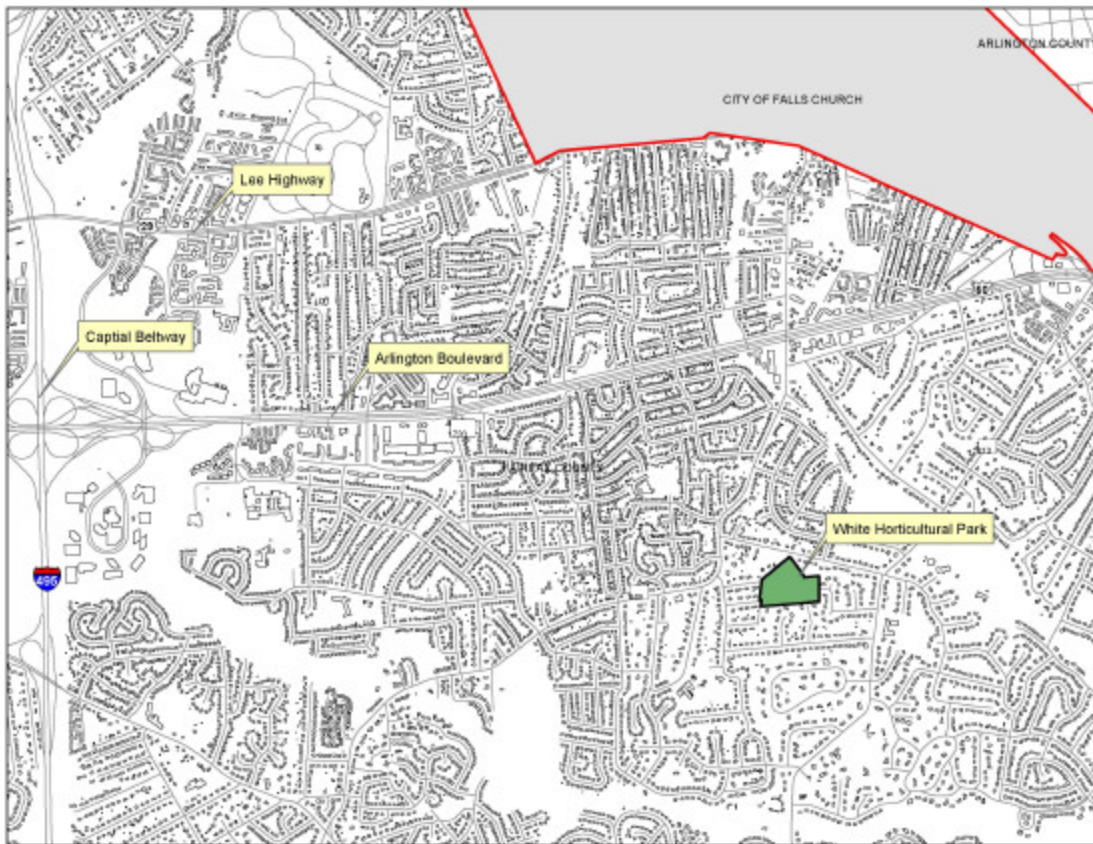 ARLINGTON COUNTY
CITY OF FALLS CHURCH
Lee Highway
29
Captial Beltway
Arlington Boulevard
FAIRFAX COUNTY
White Horticultural Park
495